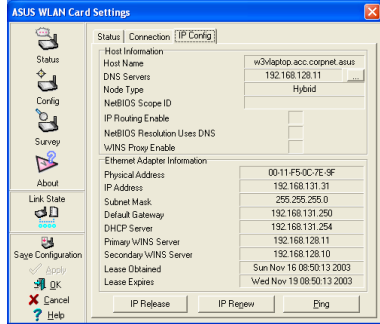 ASUS WLAN Card Settings
Status
Config
Survey
About
Link State
Save Configuration
Apply
OK
Cancel
Help
Status Connection IP Config
Host Information
Host Name w3vlaptop.acc.corpnet.asus
DNS Servers 192.168.128.11 ...
Node Type Hybrid
NetBIOS Scope ID
IP Routing Enable
NetBIOS Resolution Uses DNS
WINS Proxy Enable
Ethernet Adapter Information
Physical Address 00-11-F5-0C-7E-9F
IP Address 192.168.131.31
Subnet Mask 255.255.255.0
Default Gateway 192.168.131.250
DHCP Server 192.168.131.254
Primary WINS Server 192.168.128.11
Secondary WINS Server 192.168.128.10
Lease Obtained Sun Nov 16 08:50:13 2003
Lease Expires Wed Nov 19 08:50:13 2003
IP Release IP Renew Ping